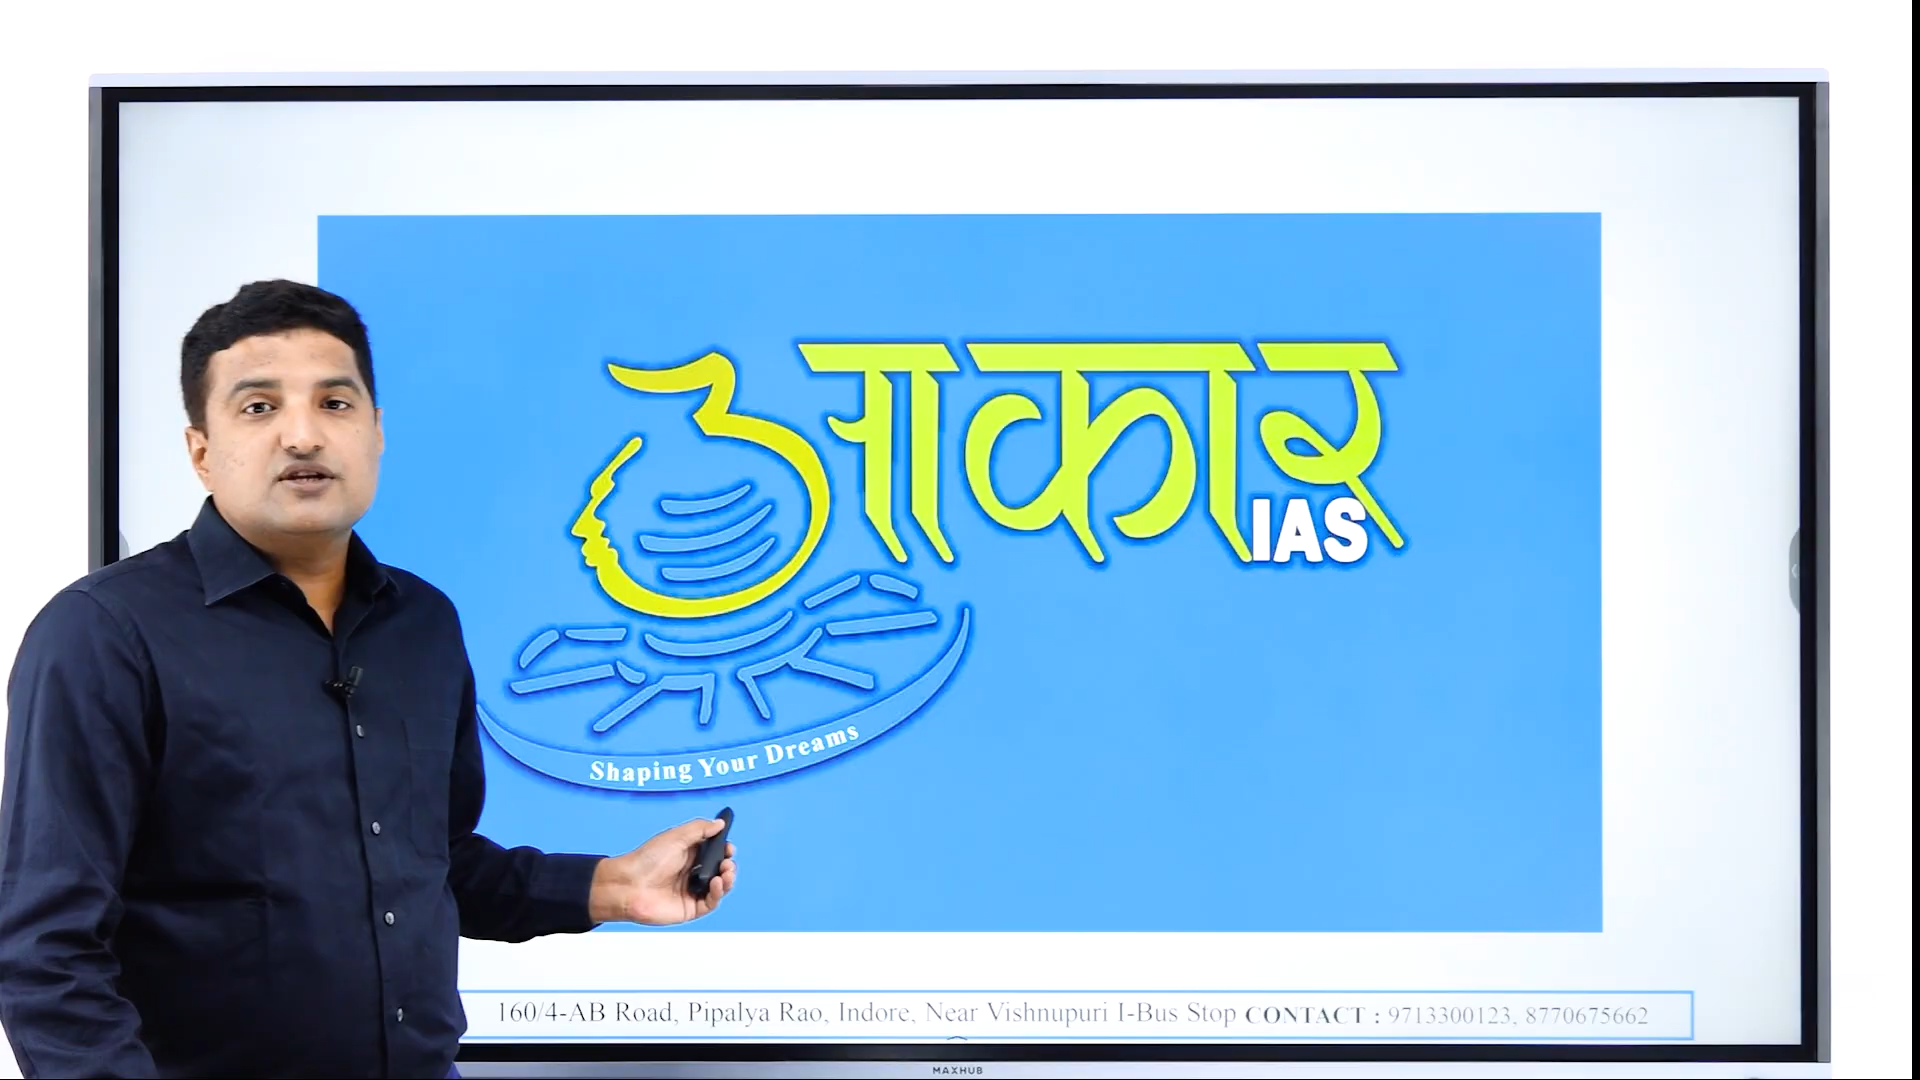 आकार
IAS
Shaping Your Dreams
160/4-AB Road, Pipalya Rao, Indore, Near Vishnupuri I-Bus Stop CONTACT : 9713300123, 8770675662
MAXHUB